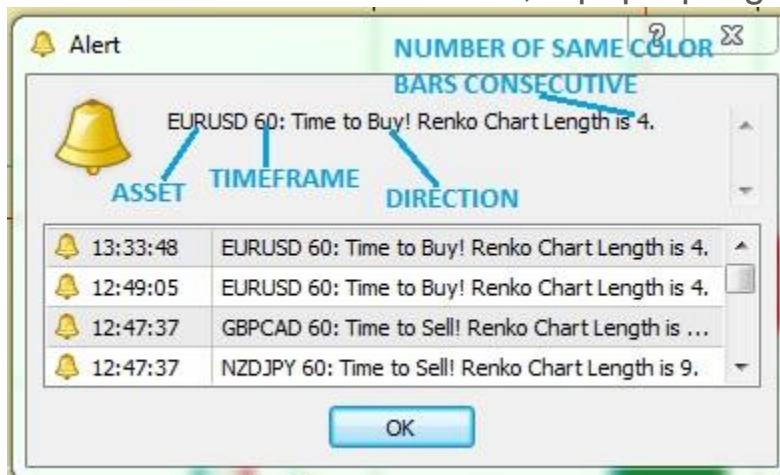 Alert
NUMBER OF SAME COLOR
BARS CONSECUTIVE
EURUSD 60: Time to Buy! Renko Chart Length is 4.
ASSET TIMEFRAME DIRECTION
13:33:48 EURUSD 60: Time to Buy! Renko Chart Length is 4.
12:49:05 EURUSD 60: Time to Buy! Renko Chart Length is 4.
12:47:37 GBPCAD 60: Time to Sell! Renko Chart Length is ...
12:47:37 NZDJPY 60: Time to Sell! Renko Chart Length is 9.
OK